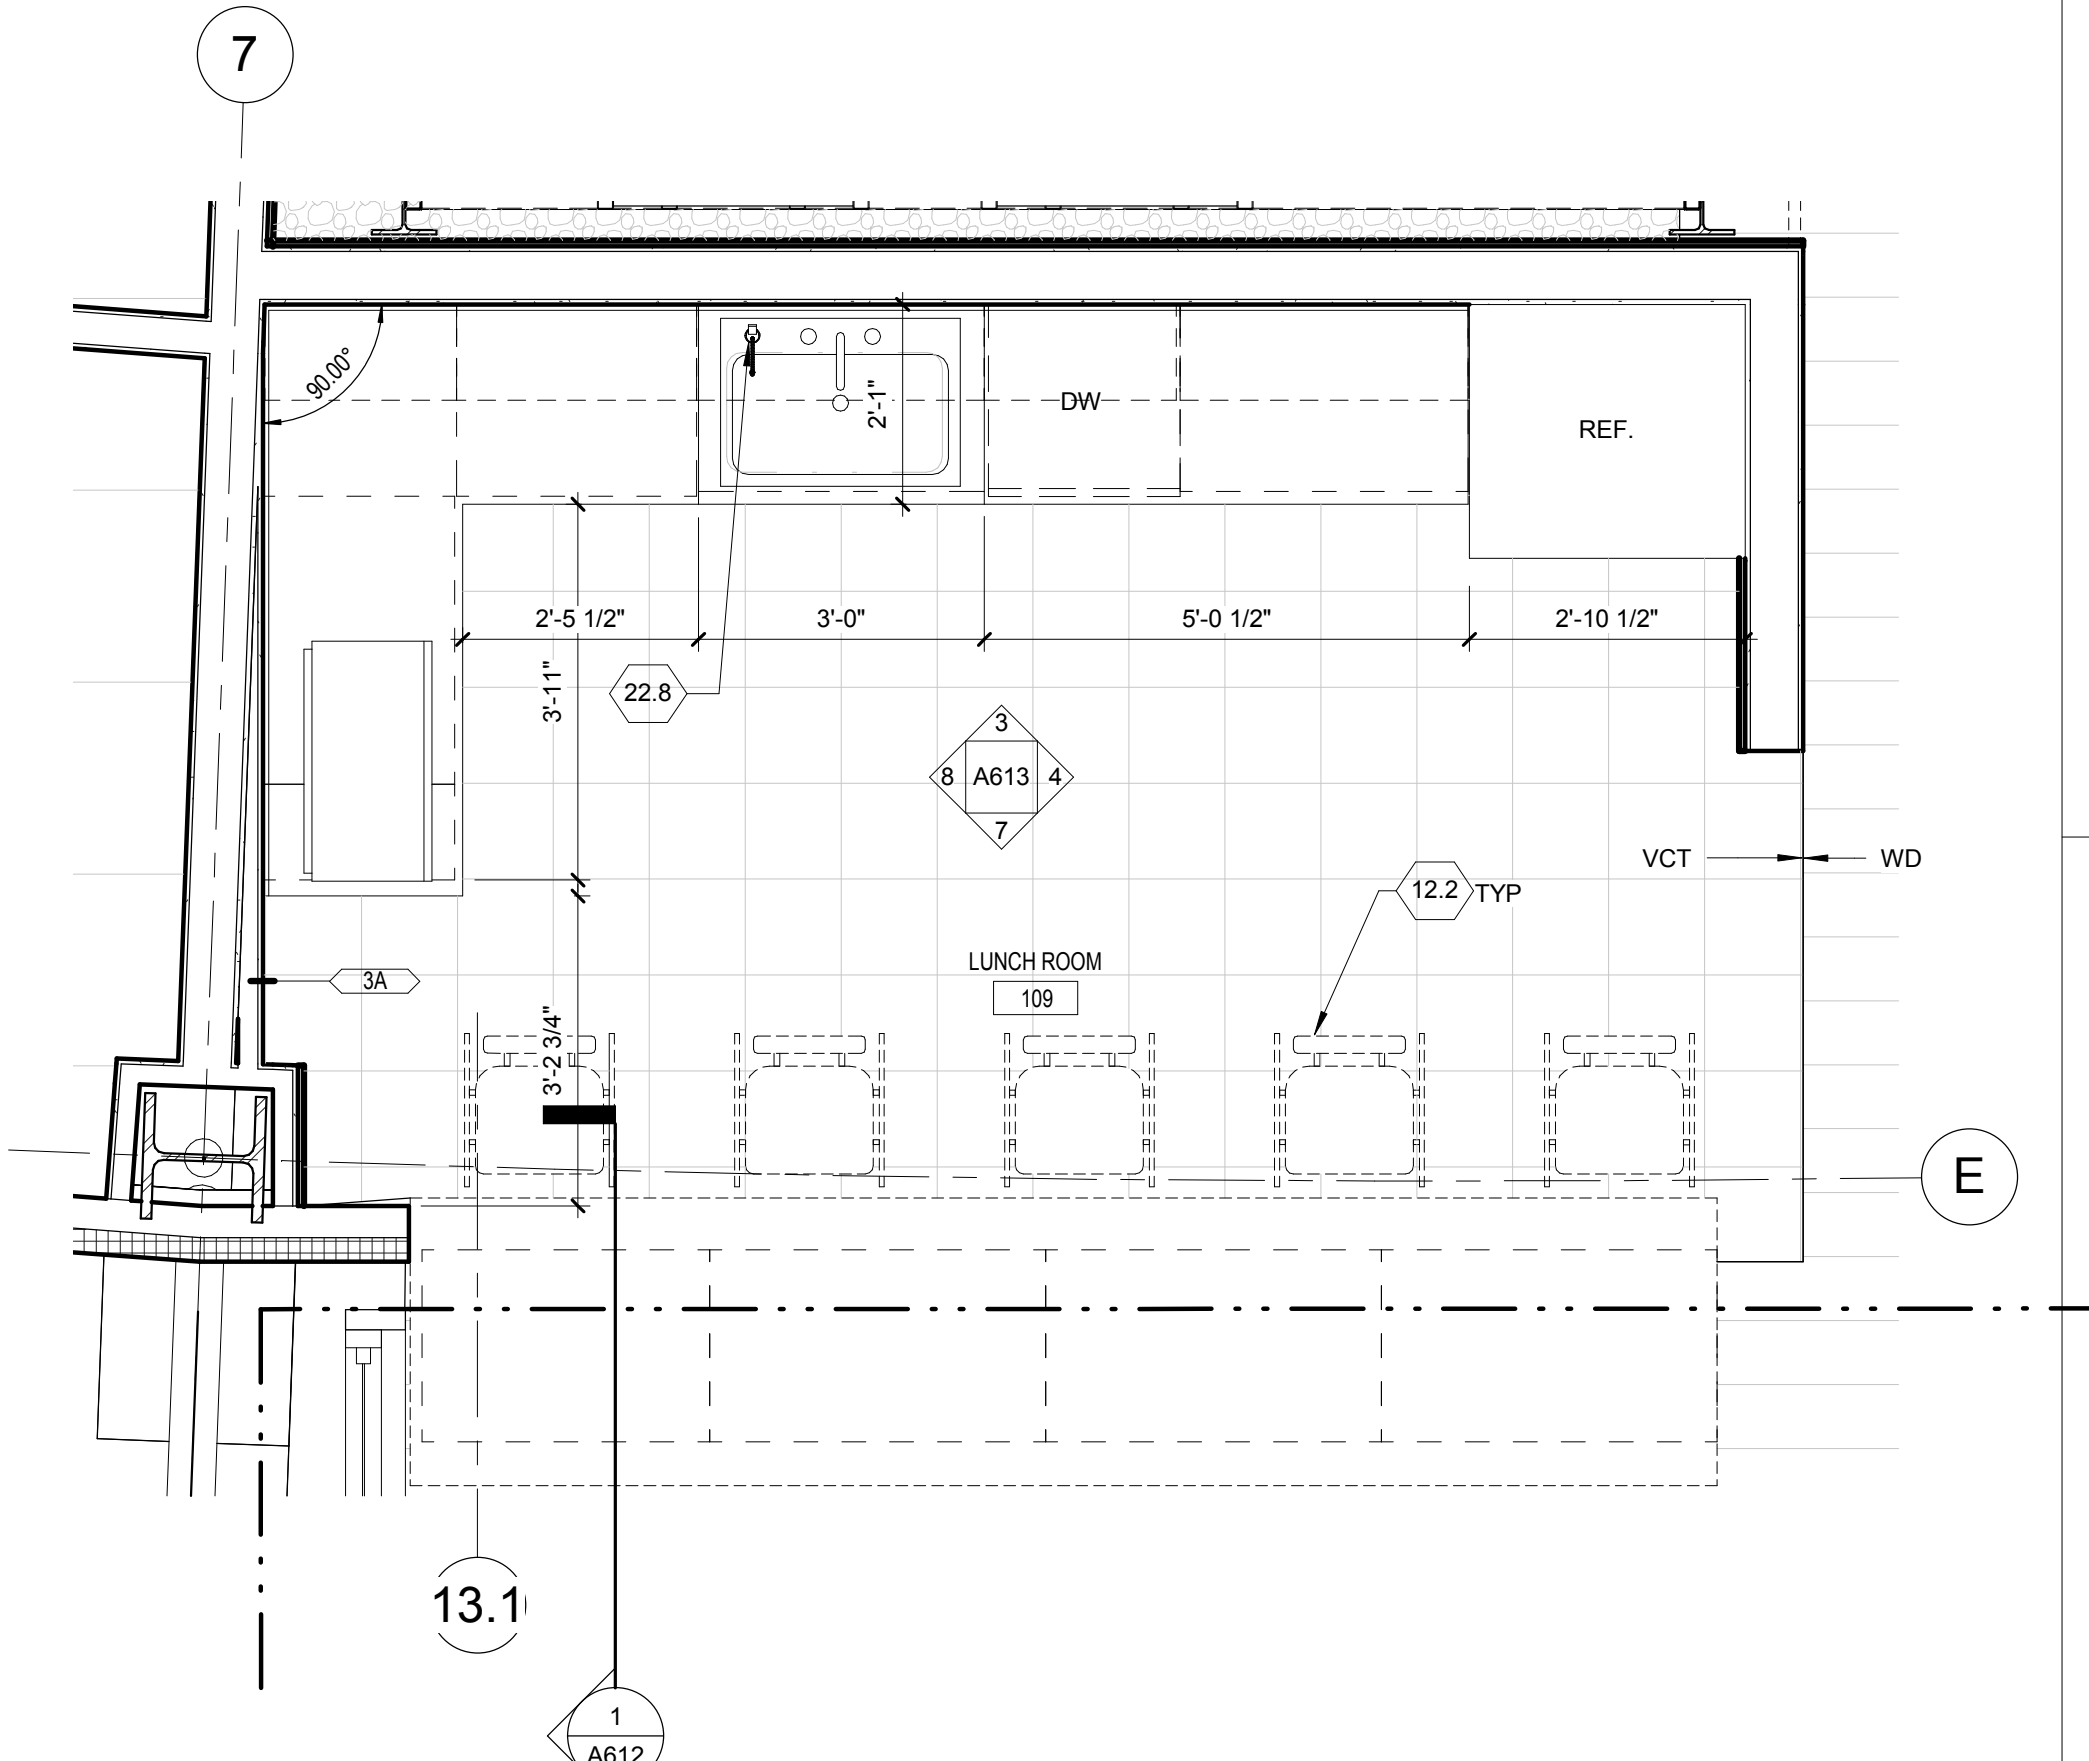 7
90.00°
2'-1"
DW
REF.
2'-5 1/2"
3'-0"
5'-0 1/2"
2'-10 1/2"
3'-11"
22.8
3
8 A613 4
7
VCT
WD
12.2 TYP
LUNCH ROOM
109
3A
3'-2 3/4"
E
13.1
1
A612